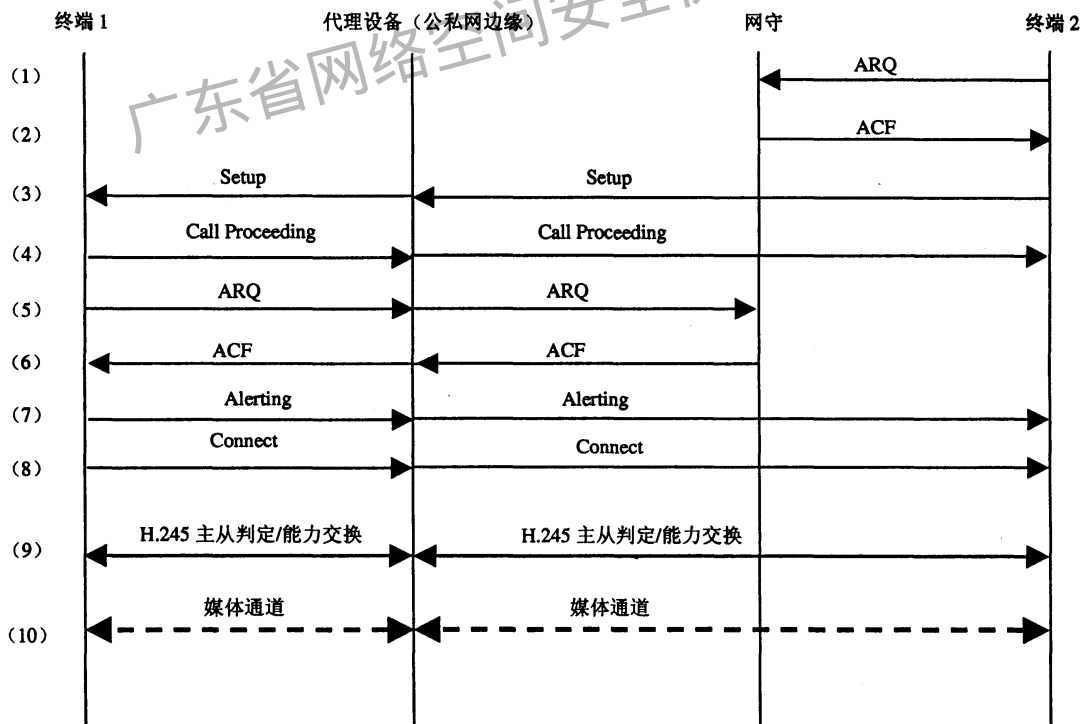 终端 1 代理设备（公私网边缘） 网守 终端 2
（1） ARQ
（2） ACF
（3） Setup Setup
（4） Call Proceeding Call Proceeding
（5） ARQ ARQ
（6） ACF ACF
（7） Alerting Alerting
（8） Connect Connect
（9） H.245 主从判定/能力交换 H.245 主从判定/能力交换
（10） 媒体通道 媒体通道
广东省网络空间安全